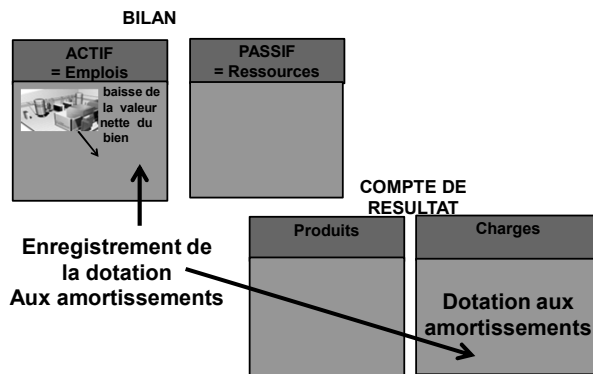 BILAN
ACTIF
= Emplois
PASSIF
= Ressources
baisse de
la valeur
nette du
bien
COMPTE DE
RESULTAT
Produits
Charges
Enregistrement de
la dotation
Aux amortissements
Dotation aux
amortissements